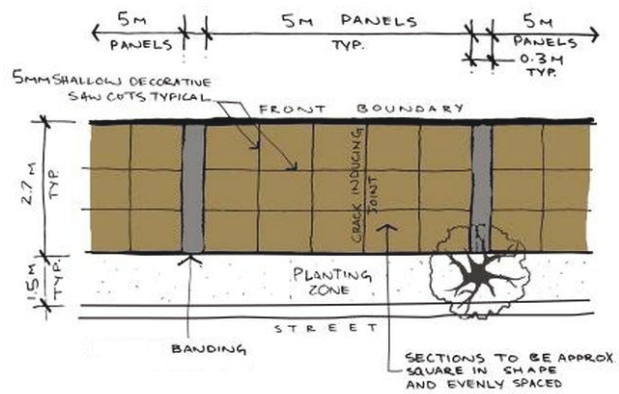 5M
5M PANELS
5M
PANELS
TYP.
PANELS
0.3M
TYP.
5MM SHALLOW DECORATIVE
SAW CUTS TYPICAL
FRONT BOUNDARY
2.7 M
TYP.
CRACK INDUCING
JOINT
1.5M
TYP.
PLANTING
ZONE
STREET
BANDING
SECTIONS TO BE APPROX
SQUARE IN SHAPE
AND EVENLY SPACED